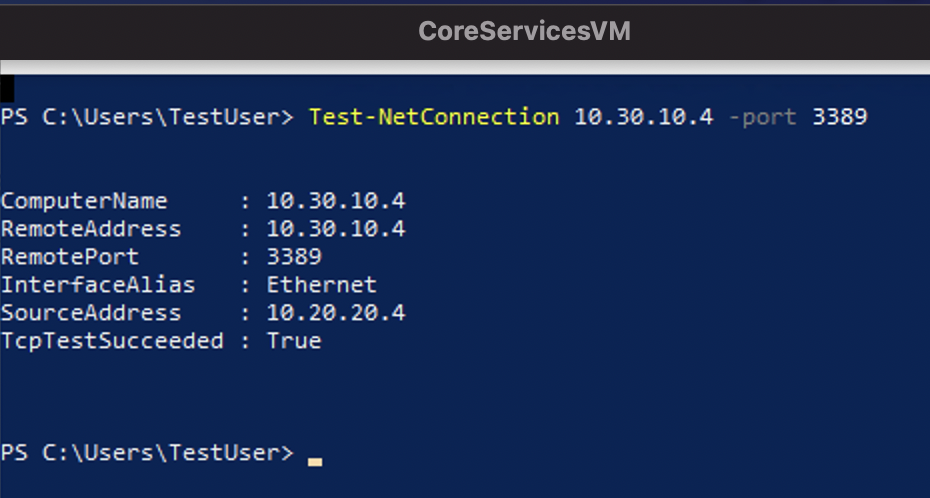 CoreServicesVM
PS C:\Users\TestUser> Test-NetConnection 10.30.10.4 -port 3389
ComputerName     : 10.30.10.4
RemoteAddress    : 10.30.10.4
RemotePort       : 3389
InterfaceAlias   : Ethernet
SourceAddress    : 10.20.20.4
TcpTestSucceeded : True
PS C:\Users\TestUser>